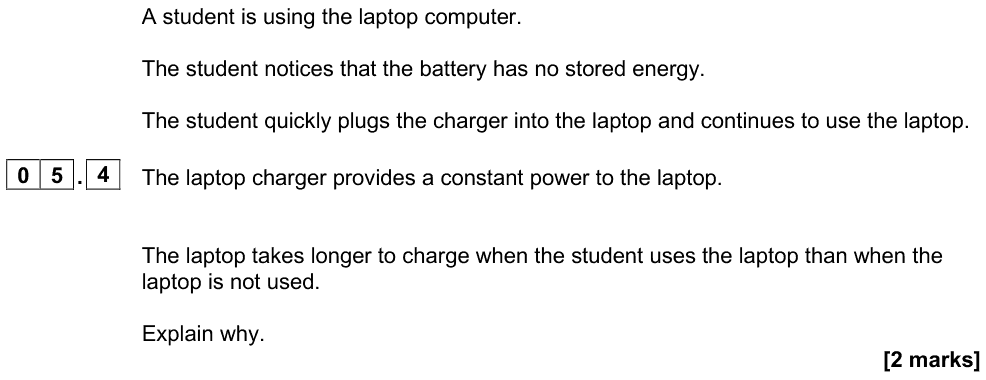 A student is using the laptop computer.
The student notices that the battery has no stored energy.
The student quickly plugs the charger into the laptop and continues to use the laptop.
0 5 . 4 The laptop charger provides a constant power to the laptop.
The laptop takes longer to charge when the student uses the laptop than when the
laptop is not used.
Explain why.
[2 marks]